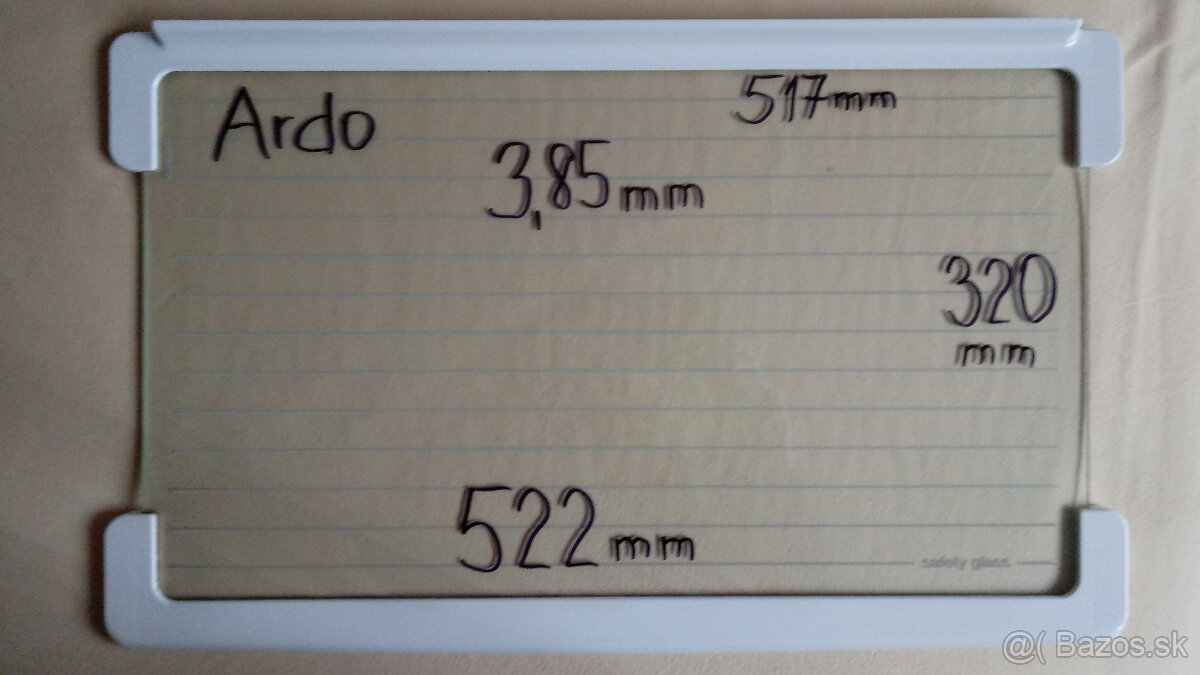 517mm
Ardo
3,85mm
320
mm
522mm
safety glass
@( Bazos.sk